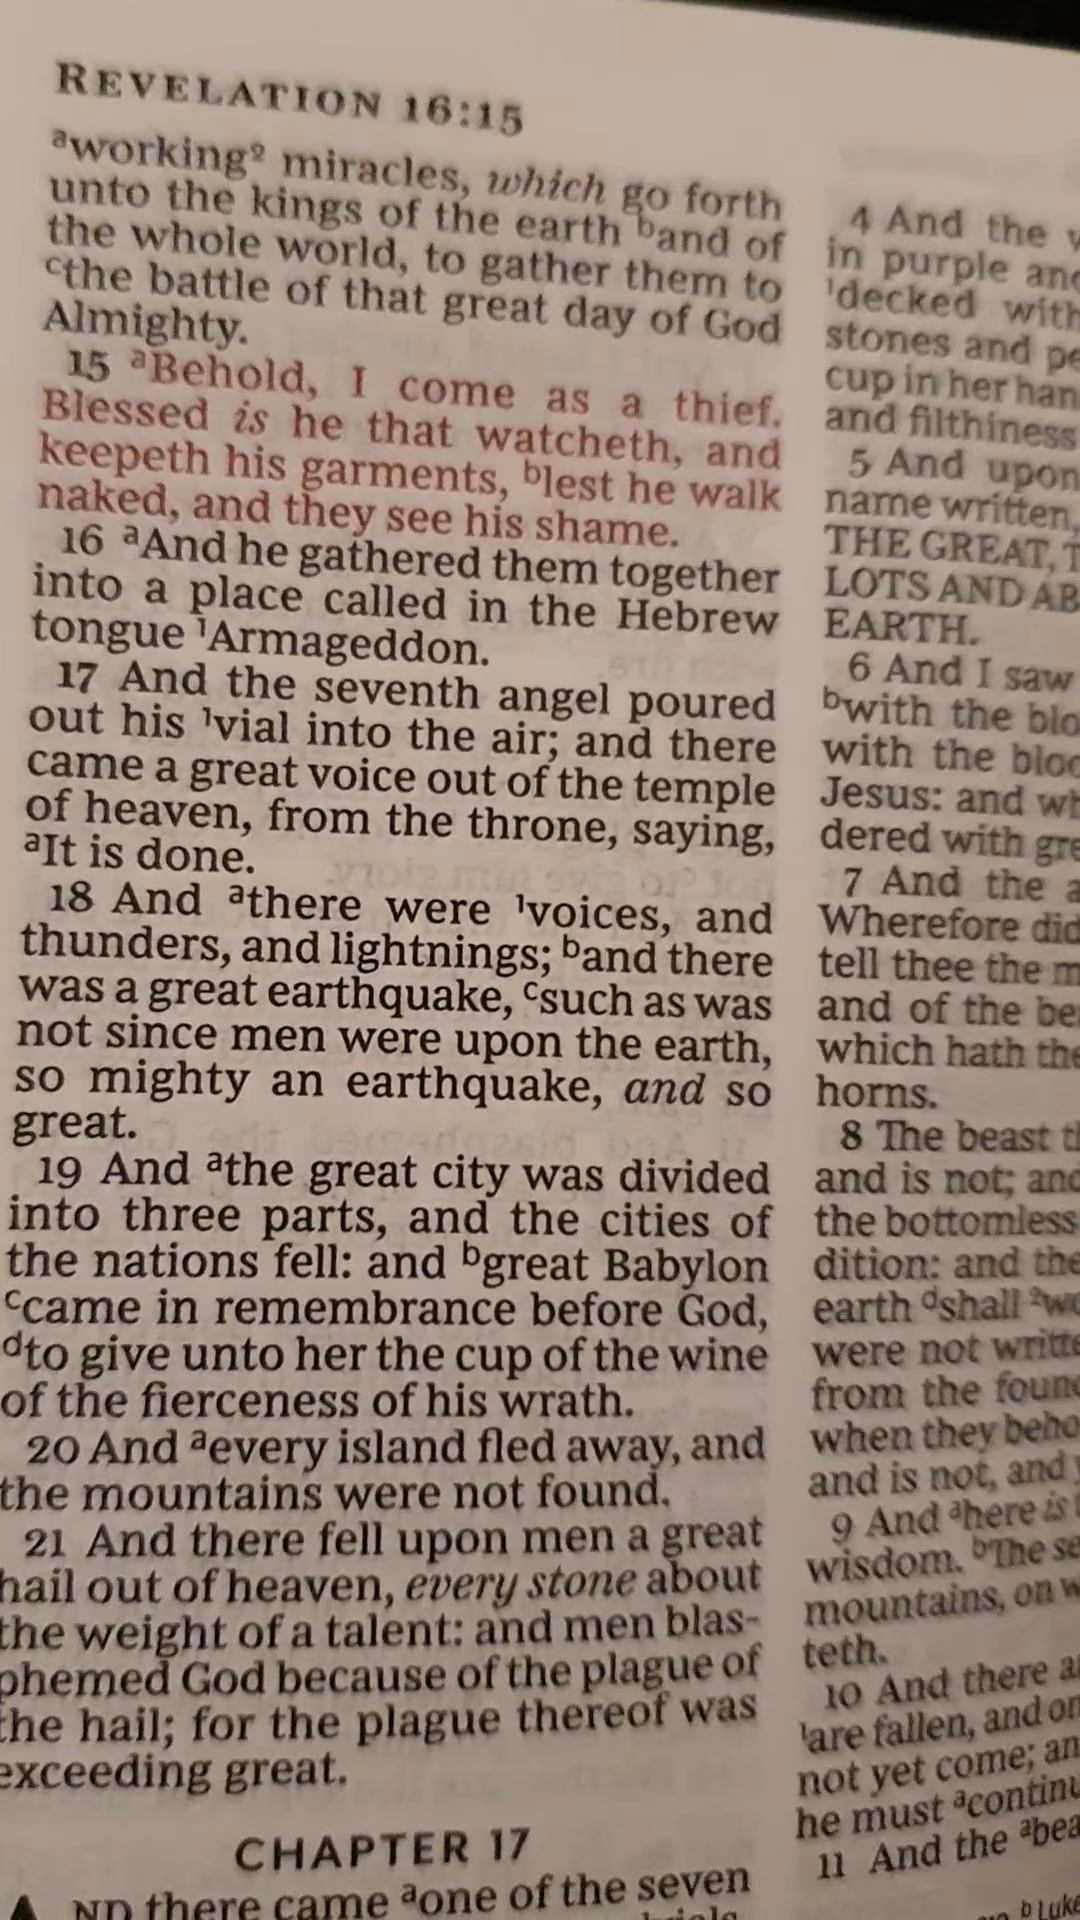 REVELATION 16:15
ªworking² miracles, which go forth
unto the kings of the earth ᵇand of
the whole world, to gather them to
ᶜthe battle of that great day of God
Almighty.
15 ªBehold, I come as a thief.
Blessed is he that watcheth, and
keepeth his garments, ᵇlest he walk
naked, and they see his shame.
16 ªAnd he gathered them together
into a place called in the Hebrew
tongue ¹Armageddon.
17 And the seventh angel poured
out his ¹vial into the air; and there
came a great voice out of the temple
of heaven, from the throne, saying,
ªIt is done.
18 And ªthere were ¹voices, and
thunders, and lightnings; ᵇand there
was a great earthquake, ᶜsuch as was
not since men were upon the earth,
so mighty an earthquake, and so
great.
19 And ªthe great city was divided
into three parts, and the cities of
the nations fell: and ᵇgreat Babylon
ᶜcame in remembrance before God,
ᵈto give unto her the cup of the wine
of the fierceness of his wrath.
20 And ªevery island fled away, and
the mountains were not found.
21 And there fell upon men a great
hail out of heaven, every stone about
the weight of a talent: and men blas-
phemed God because of the plague of
the hail; for the plague thereof was
exceeding great.
CHAPTER 17
AND there came ªone of the seven
4 And the
in purple and
¹decked with
stones and
cup in her
and filthiness
5 And upon
name written,
THE GREAT,
LOTS AND
EARTH.
6 And I saw
ᵇwith the
with the
Jesus: and
dered with
7 And the
Wherefore did
tell thee the
and of the
which hath the
horns.
8 The beast
and is not; and
the bottomless
dition: and the
earth ᵈshall
were not
from the
when they
and is not, and
9 And ªhere is
wisdom. ᵇThe
mountains, on
teth.
10 And there
¹are fallen, and
not yet come;
he must
11 And the
ᵇ Luke